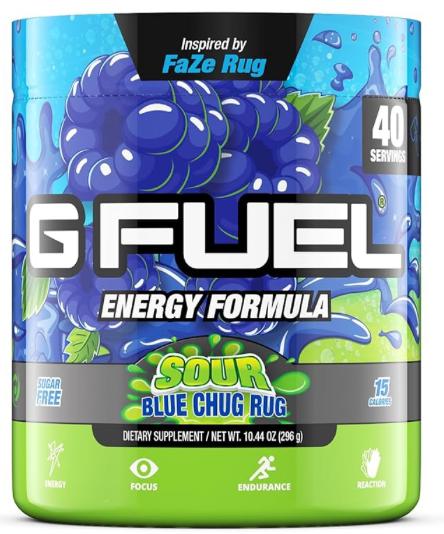 Inspired by
FaZe Rug
40
SERVINGS
G FUEL®
ENERGY FORMULA
SOUR
BLUE CHUG RUG
SUGAR
FREE
15
CALORIES
DIETARY SUPPLEMENT / NET WT. 10.44 OZ (296 g)
ENERGY
FOCUS
ENDURANCE
REACTION